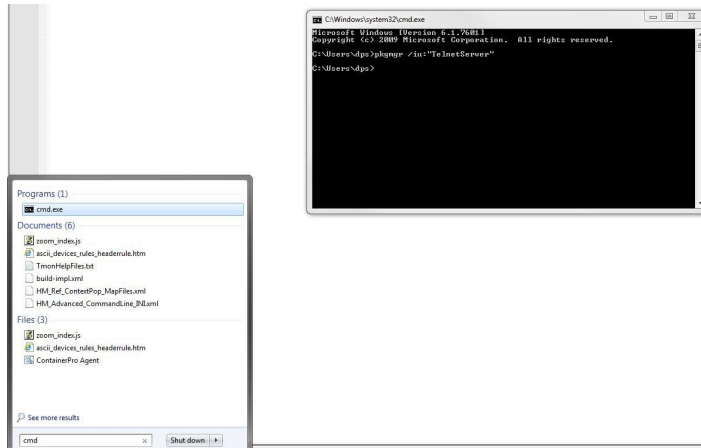 C:\Windows\system32\cmd.exe
Microsoft Windows [Version 6.1.7601]
Copyright (c) 2009 Microsoft Corporation. All rights reserved.
C:\Users\dps>pkgmgr /iu:"TelnetServer"
C:\Users\dps>
Programs (1)
cmd.exe
Documents (6)
zoom_index.js
ascii_devices_rules_headerrule.htm
TmonHelpFiles.txt
build-impl.xml
HM_Ref_ContextPop_MapFiles.xml
HM_Advanced_CommandLine_INI.xml
Files (3)
zoom_index.js
ascii_devices_rules_headerrule.htm
ContainerPro Agent
See more results
cmd
Shut down